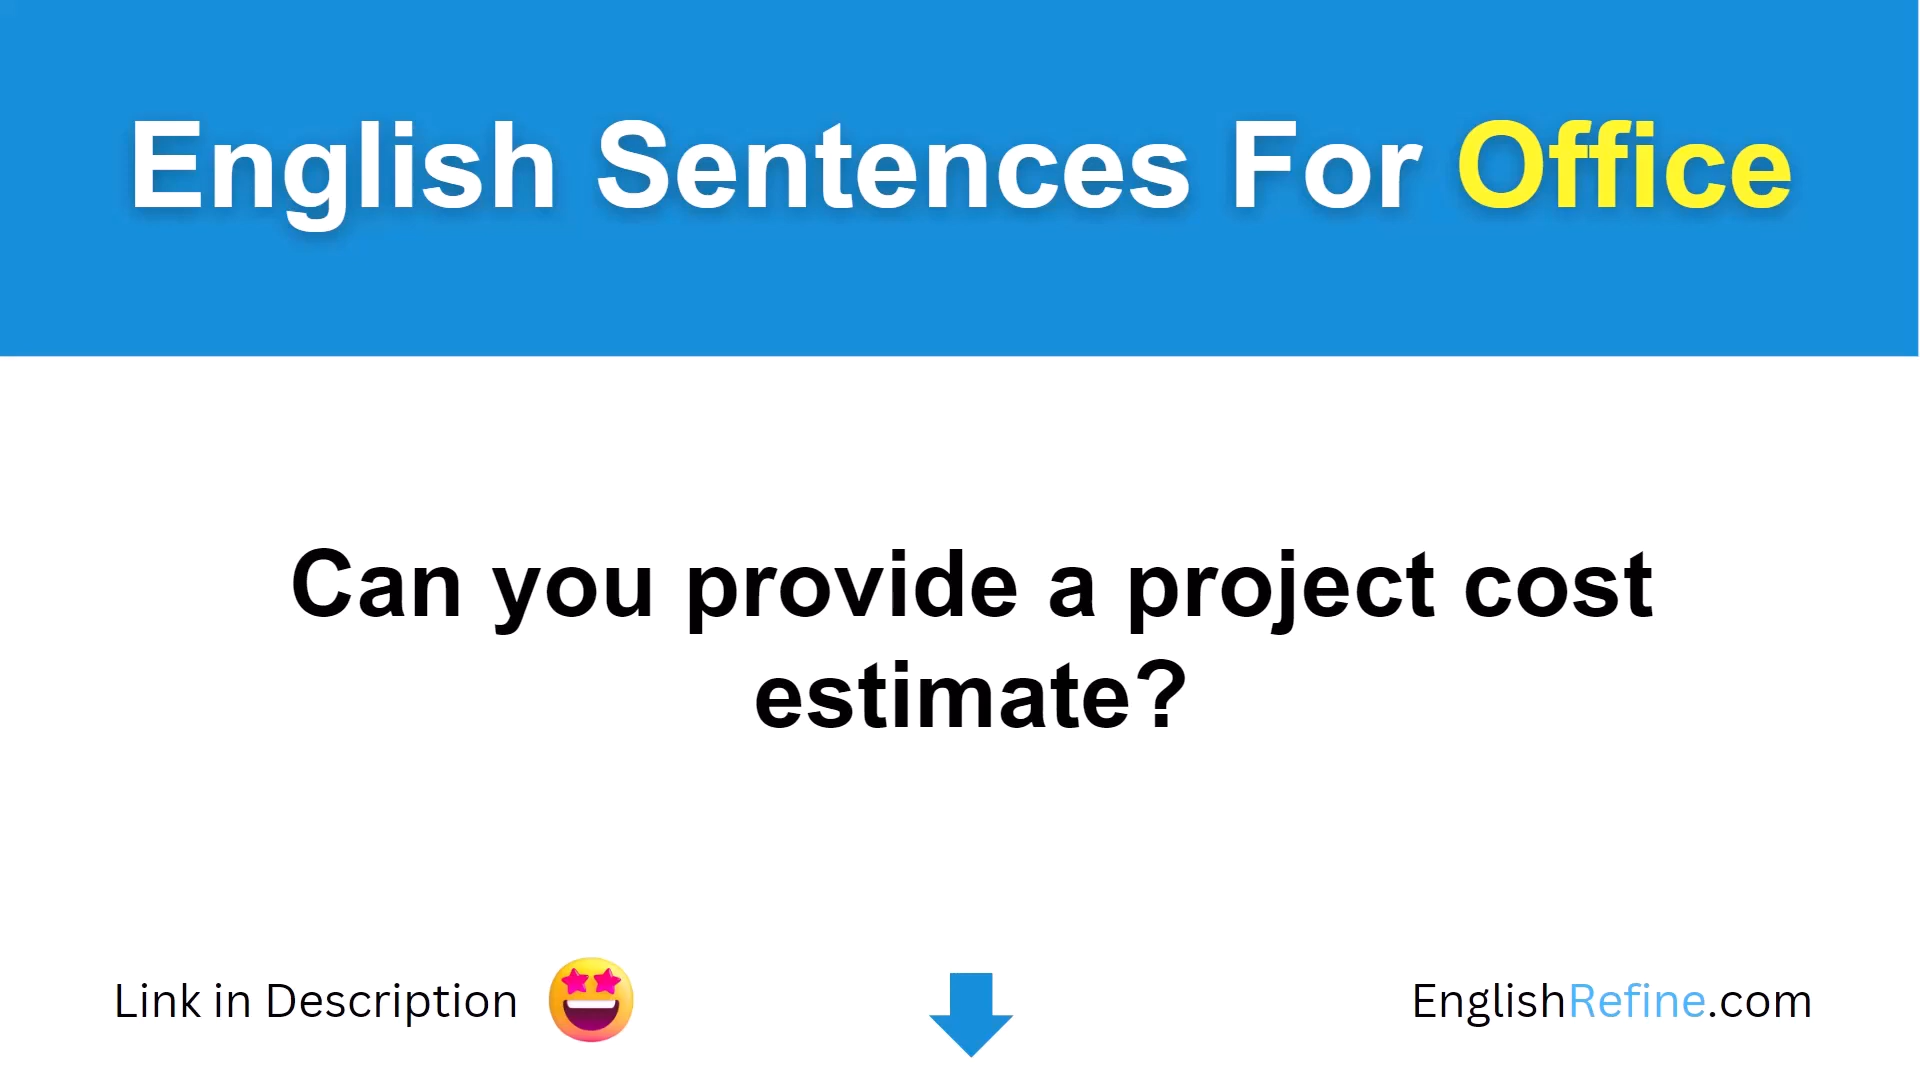 English Sentences For Office
Can you provide a project cost
estimate?
Link in Description
EnglishRefine.com